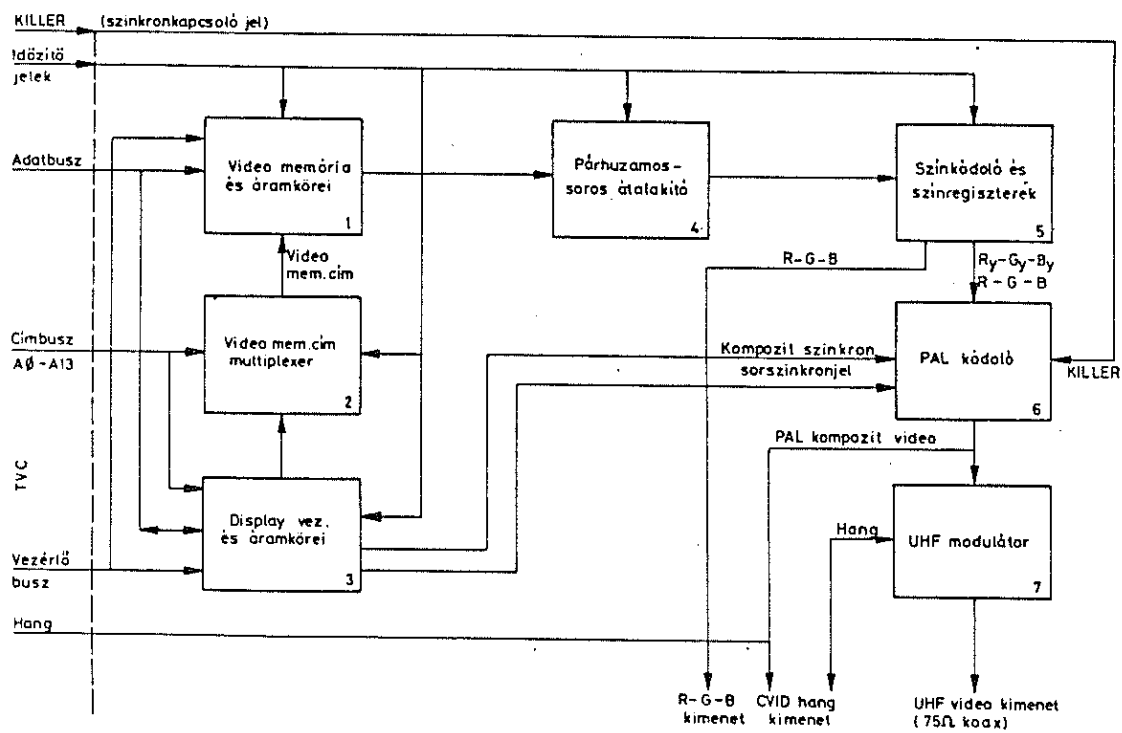 KILLER (színkronkapcsoló jel)
Időzítő
jelek
Adatbusz
Video memória
és áramkörei
1
Párhuzamos-
soros átalakító
4
Színkódoló és
színregiszterek
5
Video
mem.cím
R-G-B
Ry-Gy-By
R-G-B
Címbusz
AØ-A13
Video mem.cím
multiplexer
2
Kompozit szinkron
sorszinkronjel
PAL kódoló
6
KILLER
PAL kompozit video
TVC
Display vez.
és áramkörei
3
Hang
UHF modulátor
7
Vezérlő
busz
Hang
R-G-B
kimenet
CVID hang
kimenet
UHF video kimenet
(75Ω koax)